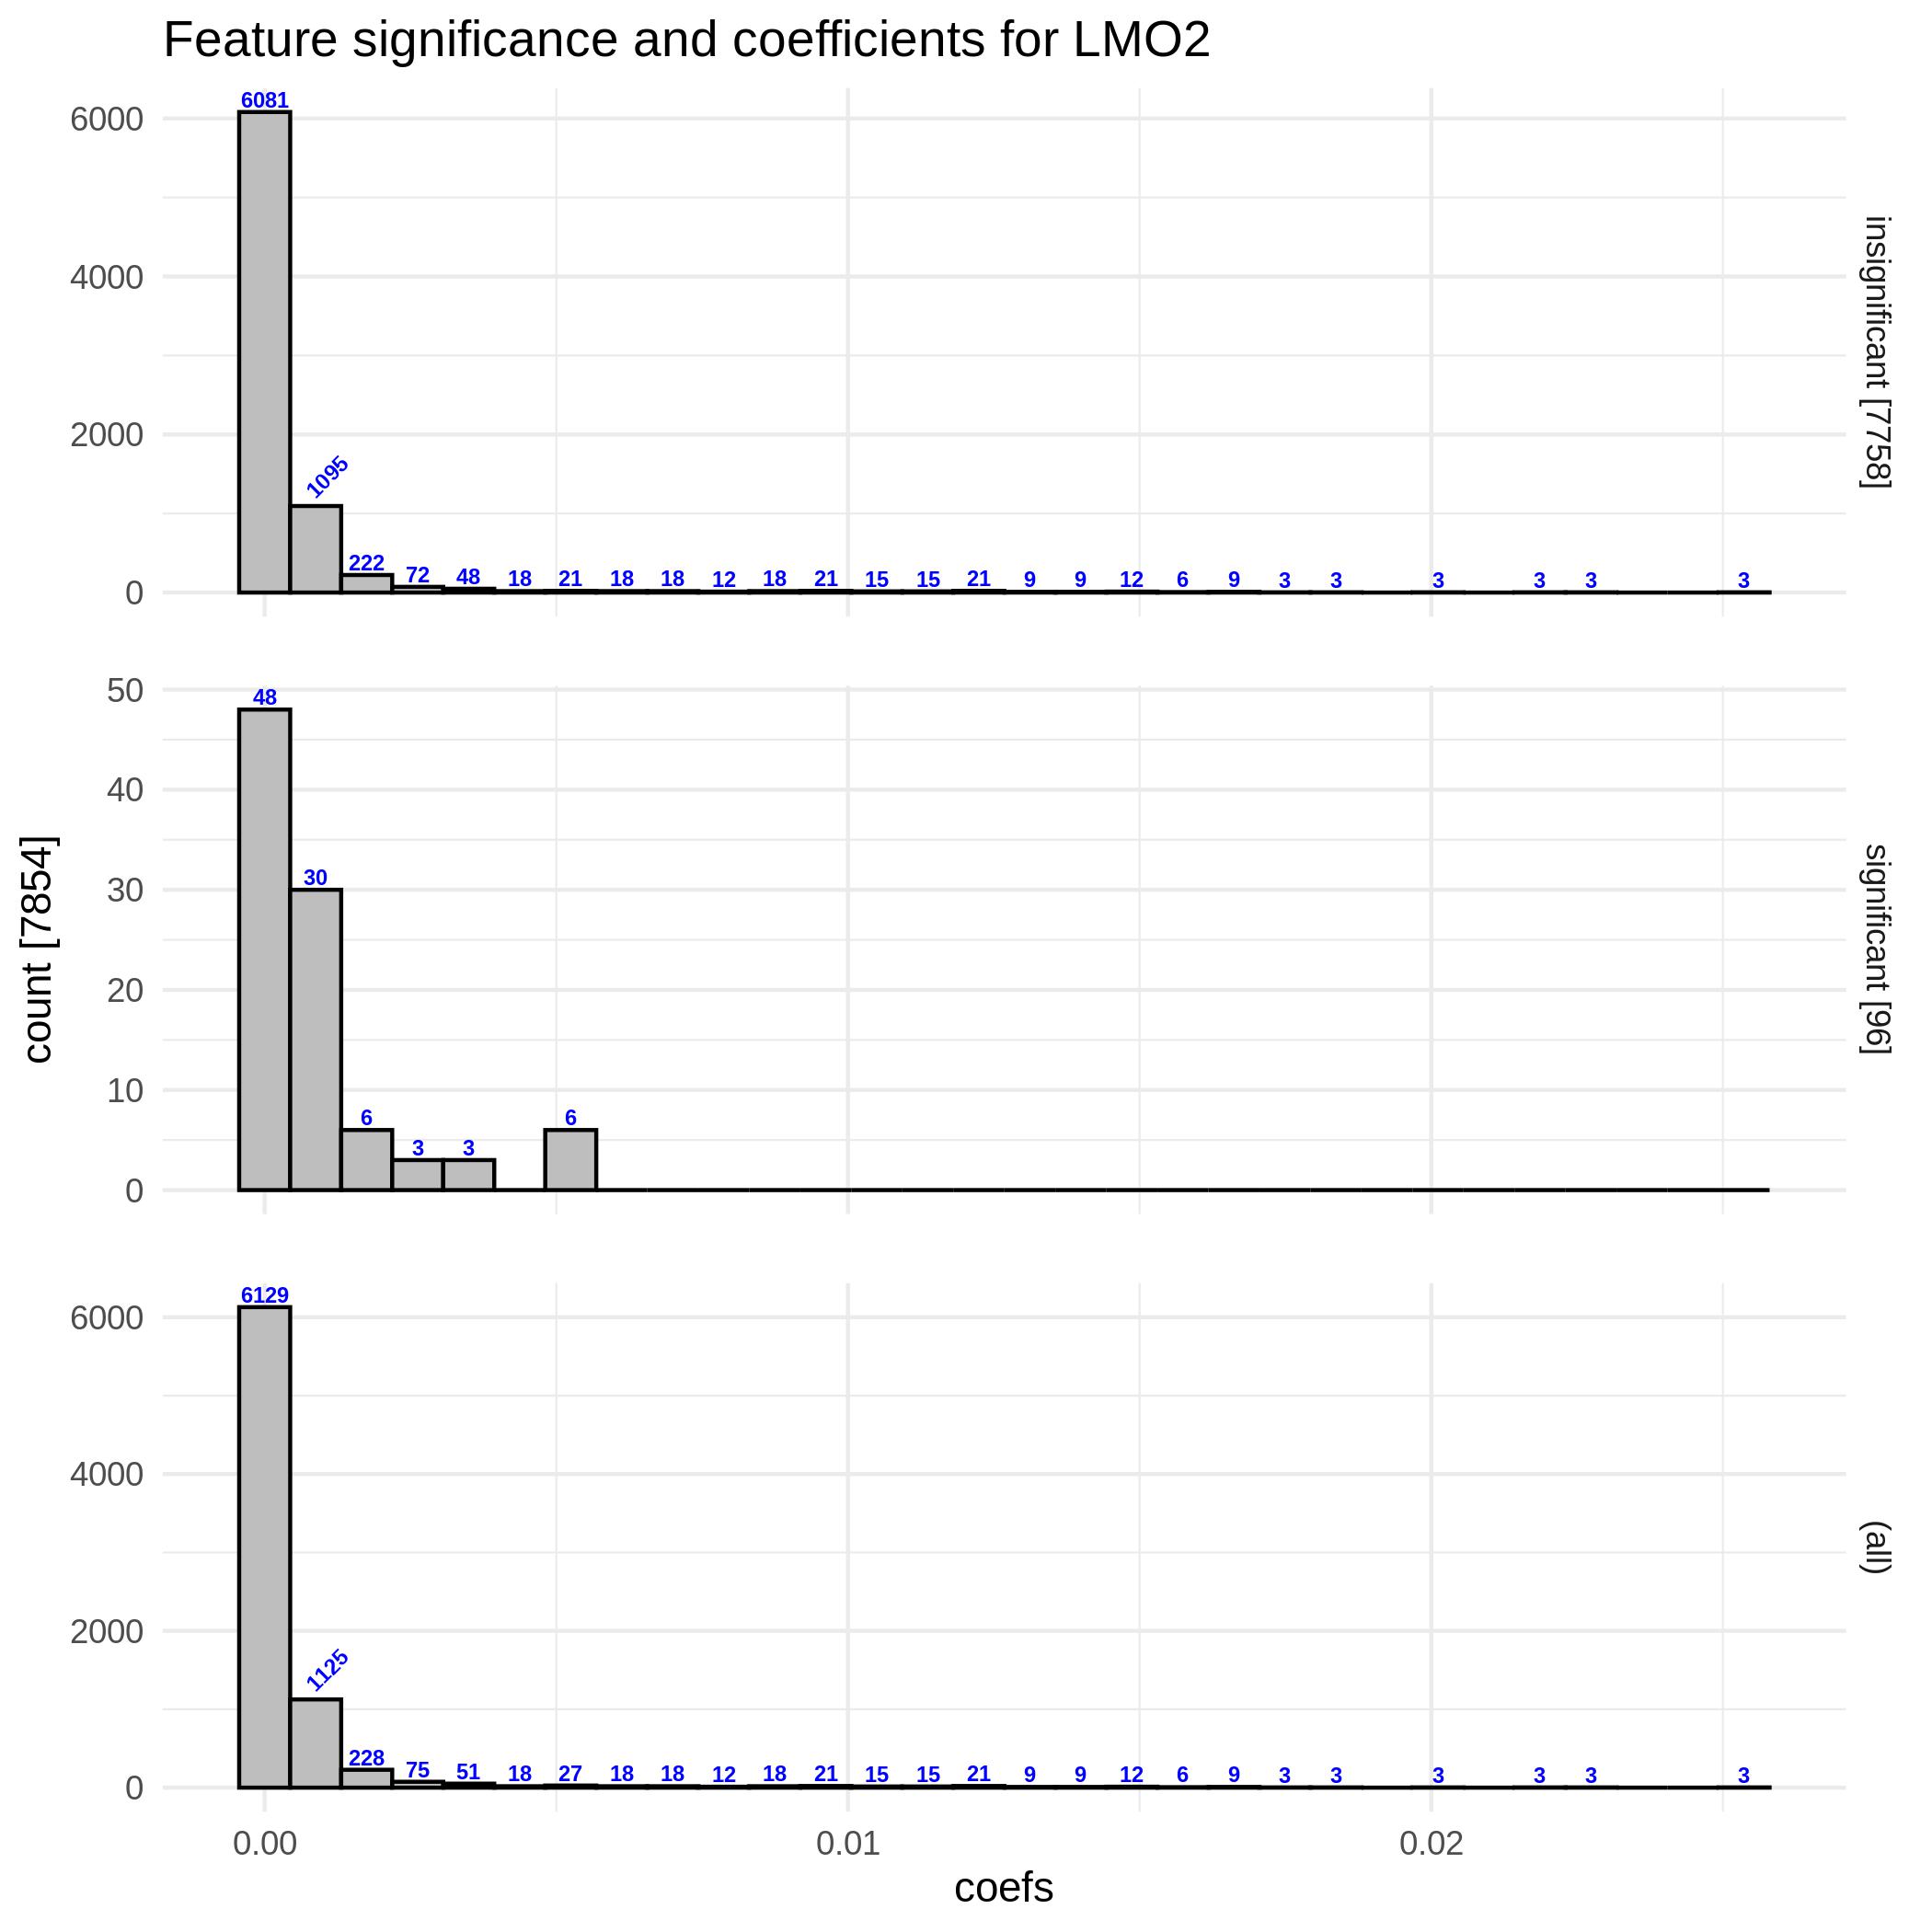 Feature significance and coefficients for LMO2
6081
6000
4000
2000
0
1095
222 72 48 18 21 18 18 12 18 21 15 15 21 9 9 12 6 9 3 3 3 3 3 3
insignificant [7758]
count [7854]
50
40
30
20
10
0
48
30
6 3 3 6
significant [96]
6129
6000
4000
2000
0
1125
228 75 51 18 27 18 18 12 18 21 15 15 21 9 9 12 6 9 3 3 3 3 3 3
(all)
0.00 0.01 0.02
coefs